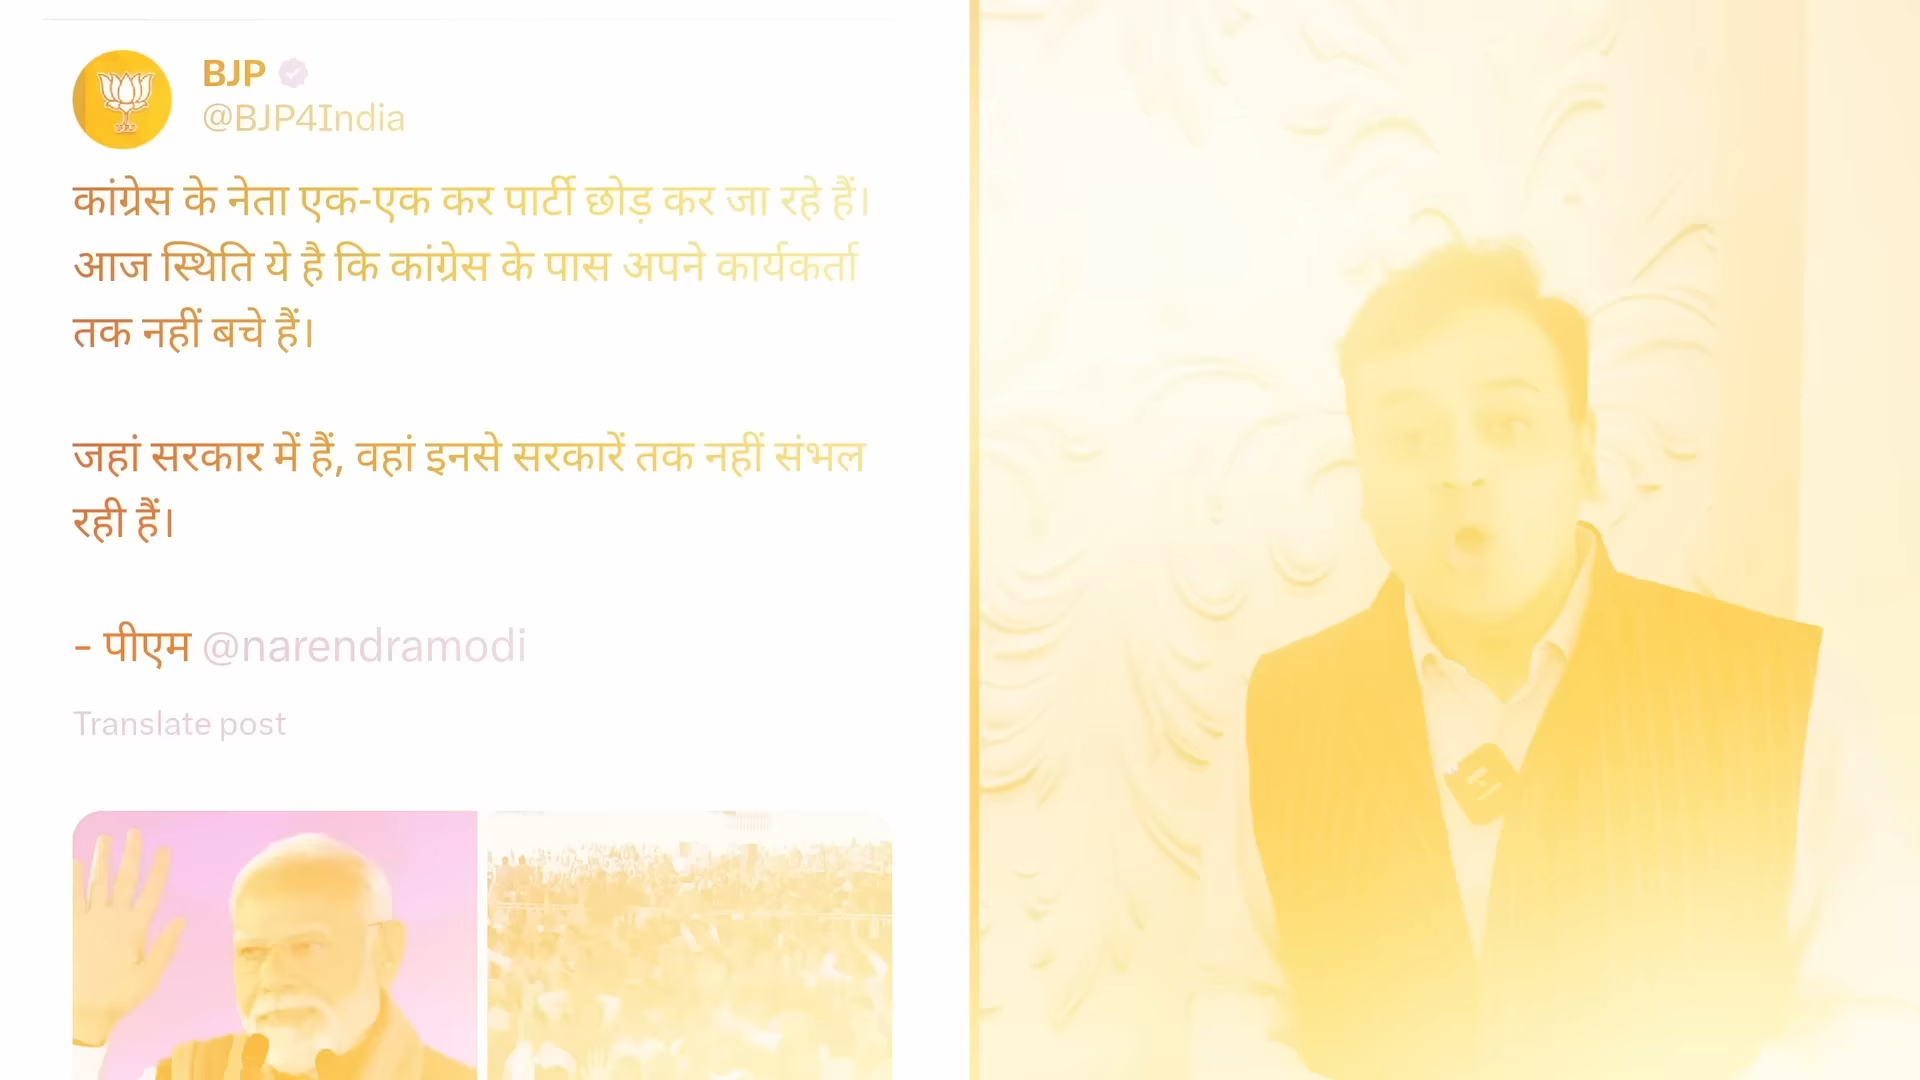 BJP
@BJP4India
कांग्रेस के नेता एक-एक कर पार्टी छोड़ कर जा रहे हैं।
आज स्थिति ये है कि कांग्रेस के पास अपने कार्यकर्ता
तक नहीं बचे हैं।
जहां सरकार में हैं, वहां इनसे सरकारें तक नहीं संभल
रही हैं।
- पीएम @narendramodi
Translate post